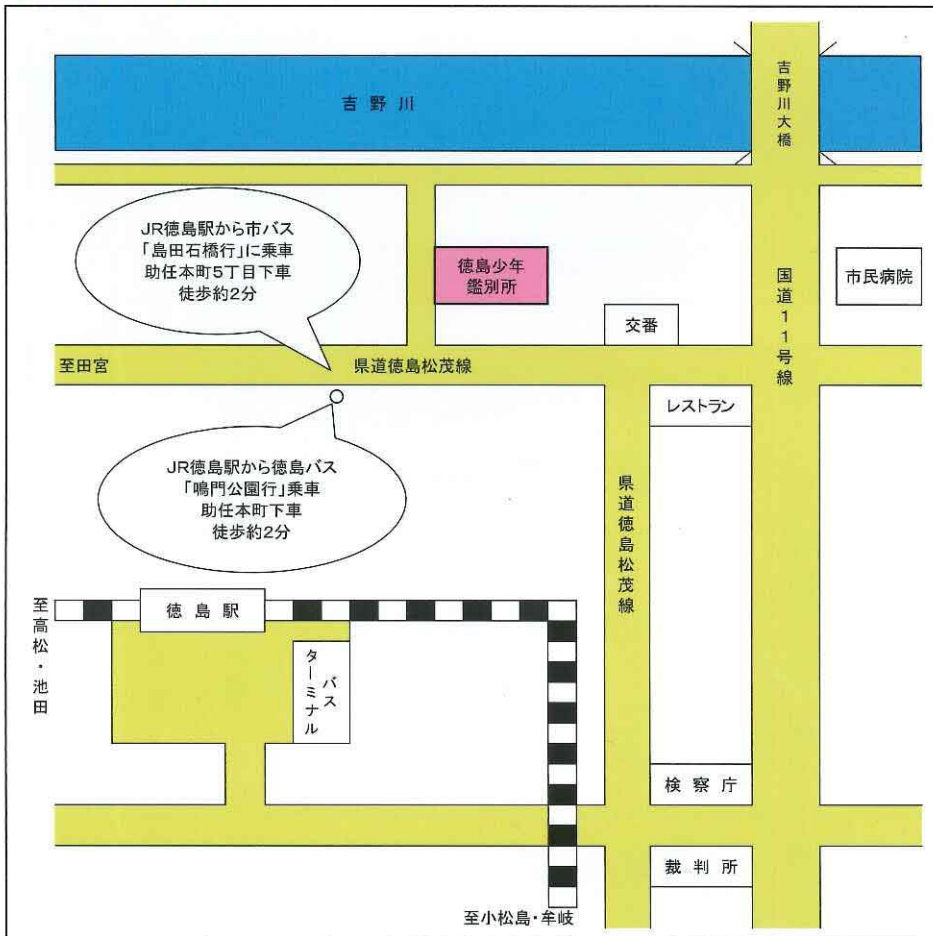 吉野川
吉野川大橋
JR徳島駅から市バス
「島田石橋行」に乗車
助任本町5丁目下車
徒歩約2分
徳島少年
鑑別所
国道11号線
市民病院
交番
至田宮
県道徳島松茂線
レストラン
JR徳島駅から徳島バス
「鳴門公園行」乗車
助任本町下車
徒歩約2分
県道徳島松茂線
至高松・池田
徳島駅
バス
ターミナル
検察庁
裁判所
至小松島・牟岐